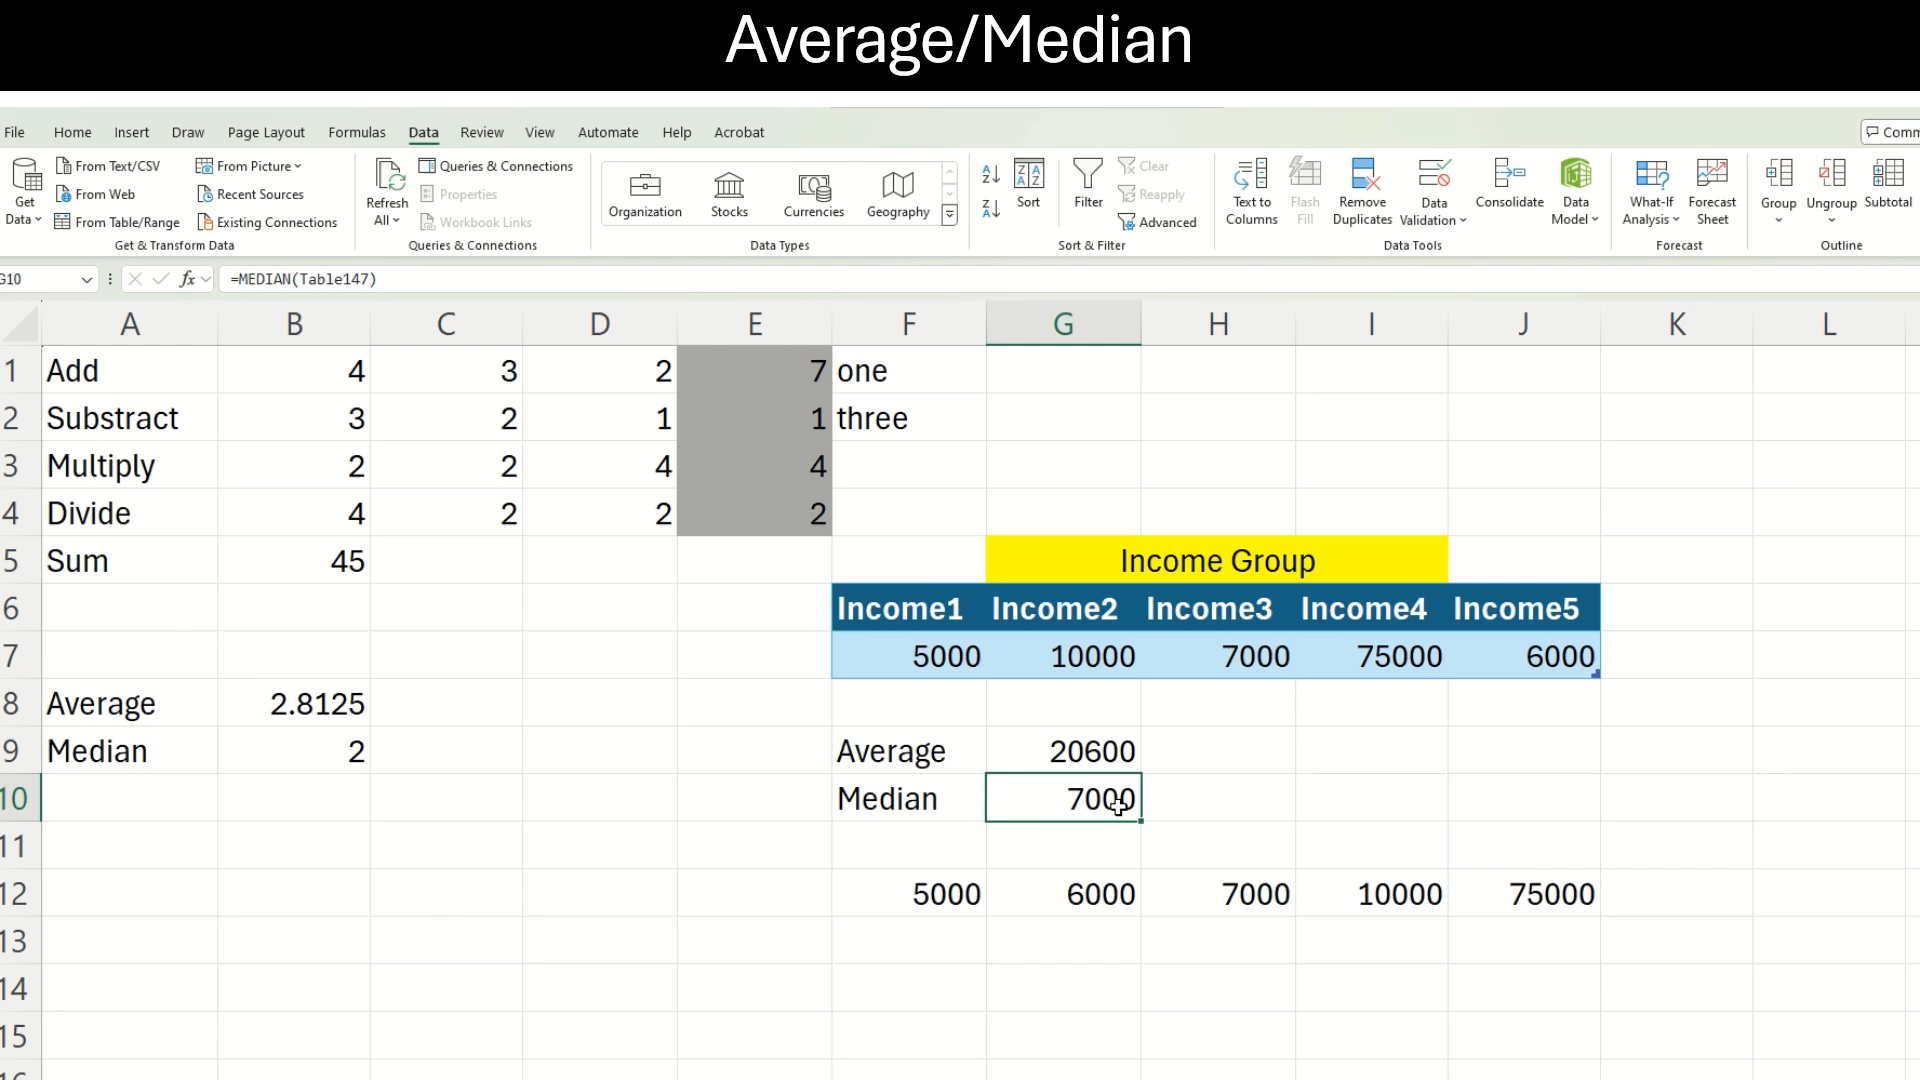 Average/Median
File Home Insert Draw Page Layout Formulas Data Review View Automate Help Acrobat
Get Data
From Text/CSV
From Web
From Table/Range
From Picture
Recent Sources
Existing Connections
Get & Transform Data
Refresh All
Queries & Connections
Properties
Workbook Links
Queries & Connections
Organization Stocks Currencies Geography
Data Types
Sort
Filter
Clear
Reapply
Advanced
Sort & Filter
Text to Columns
Flash Fill
Remove Duplicates
Data Validation
Consolidate
Data Model
Data Tools
What-If Analysis
Forecast Sheet
Forecast
Group
Ungroup
Subtotal
Outline
fx =MEDIAN(Table147)
A B C D E F G H I J K L
1 Add 4 3 2 7 one
2 Substract 3 2 1 1 three
3 Multiply 2 2 4 4
4 Divide 4 2 2 2
5 Sum 45 Income Group
6 Income1 Income2 Income3 Income4 Income5
7 5000 10000 7000 75000 6000
8 Average 2.8125
9 Median 2 Average 20600
10 Median 7000
11
12 5000 6000 7000 10000 75000
13
14
15